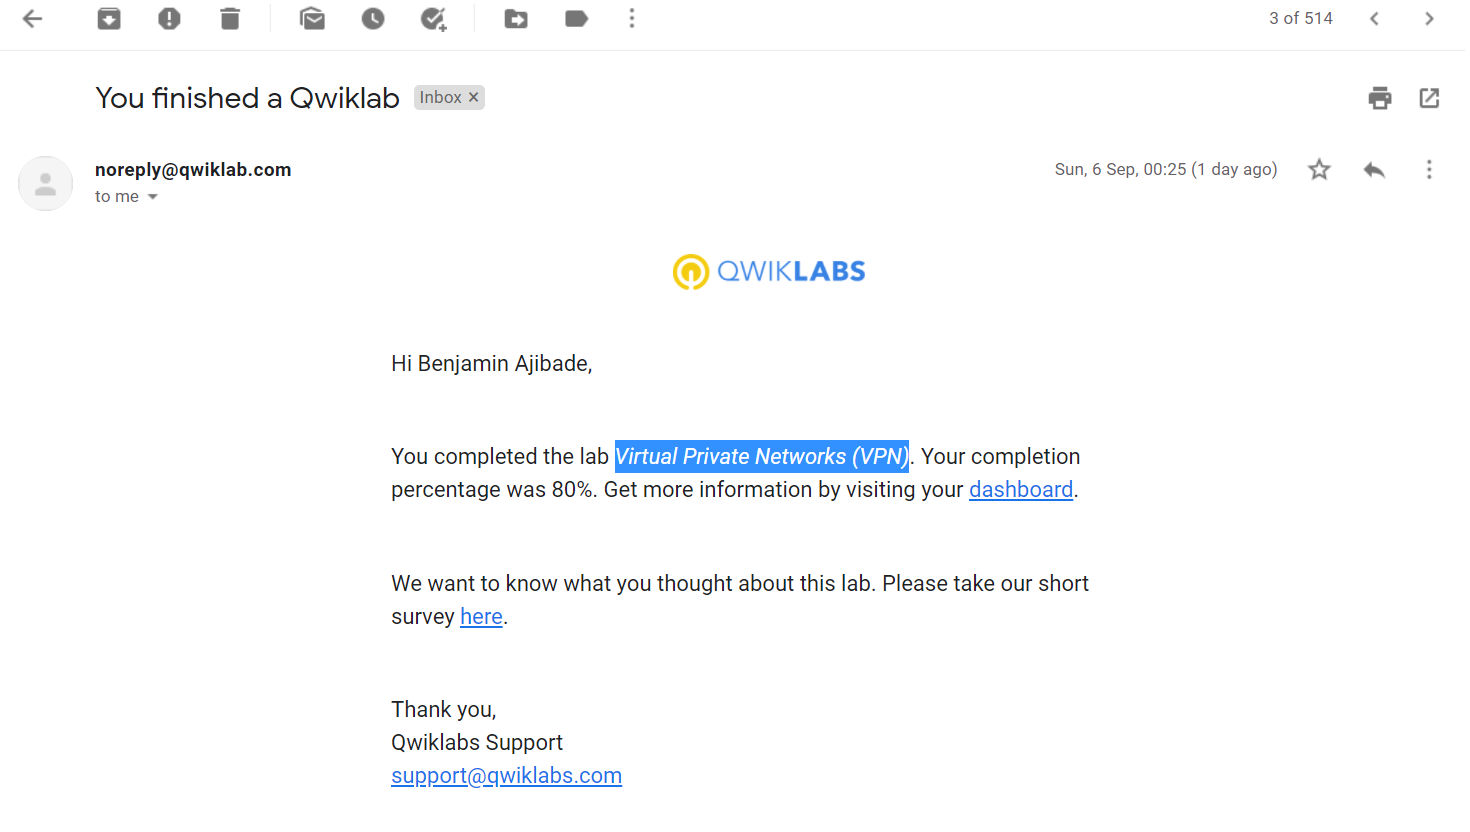 3 of 514
You finished a Qwiklab Inbox ×
noreply@qwiklab.com
Sun, 6 Sep, 00:25 (1 day ago)
to me
QWIKLABS
Hi Benjamin Ajibade,
You completed the lab Virtual Private Networks (VPN). Your completion
percentage was 80%. Get more information by visiting your dashboard.
We want to know what you thought about this lab. Please take our short
survey here.
Thank you,
Qwiklabs Support
support@qwiklabs.com